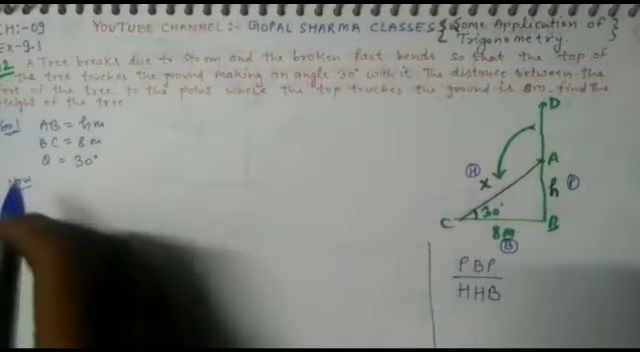 CH:-09 YOUTUBE CHANNEL:- GOPAL SHARMA CLASSES { Some Application of Trigonometry. }
EX-9.1
A Tree breaks due to Storm and the broken Part bends so that the top of
the tree touches the ground making an angle 30° with it. The distance between the
foot of the tree to the point where the top touches the ground is 8m. find the
height of the tree
Sol
AB = h m
BC = 8 m
θ = 30°
Now
D
A
H
x
h
P
30°
C
B
8m
B
PBP
HHB